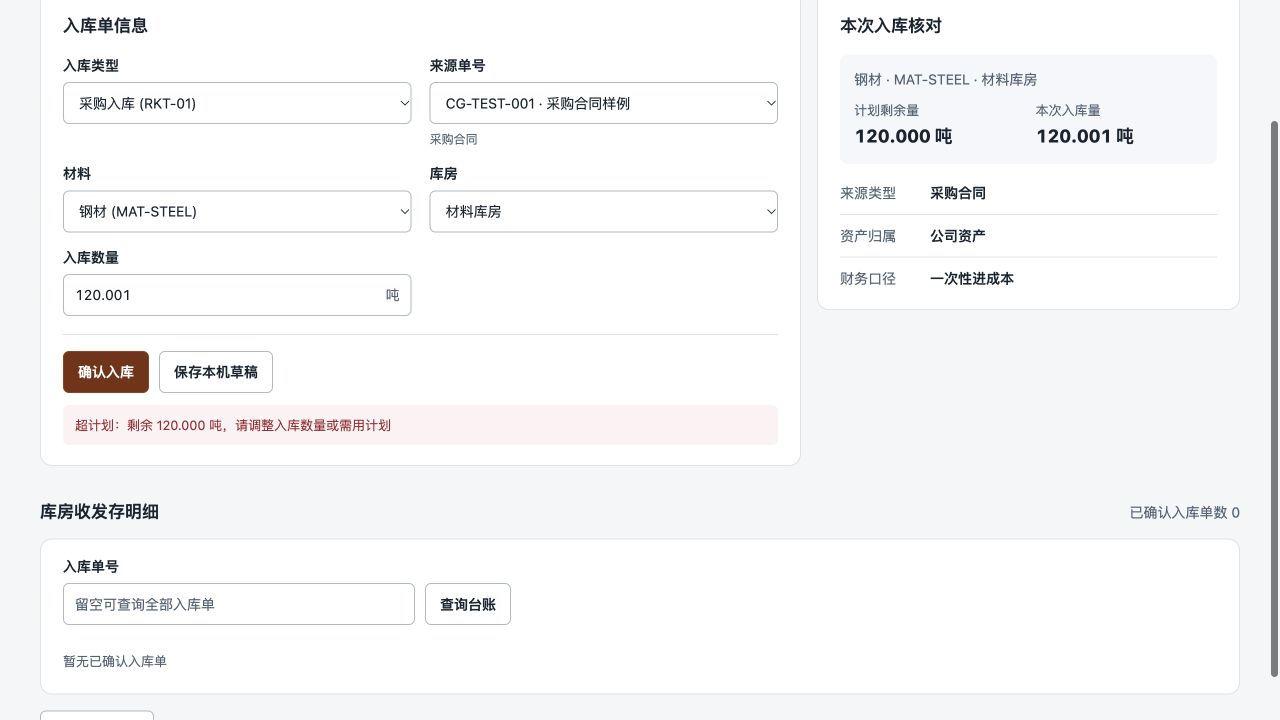 入库单信息
入库类型
来源单号
采购入库 (RKT-01)
CG-TEST-001 · 采购合同样例
采购合同
材料
库房
钢材 (MAT-STEEL)
材料库房
入库数量
120.001 吨
确认入库
保存本机草稿
超计划：剩余 120.000 吨，请调整入库数量或需用计划
本次入库核对
钢材 · MAT-STEEL · 材料库房
计划剩余量
本次入库量
120.000 吨
120.001 吨
来源类型 采购合同
资产归属 公司资产
财务口径 一次性进成本
库房收发存明细
已确认入库单数 0
入库单号
留空可查询全部入库单
查询台账
暂无已确认入库单